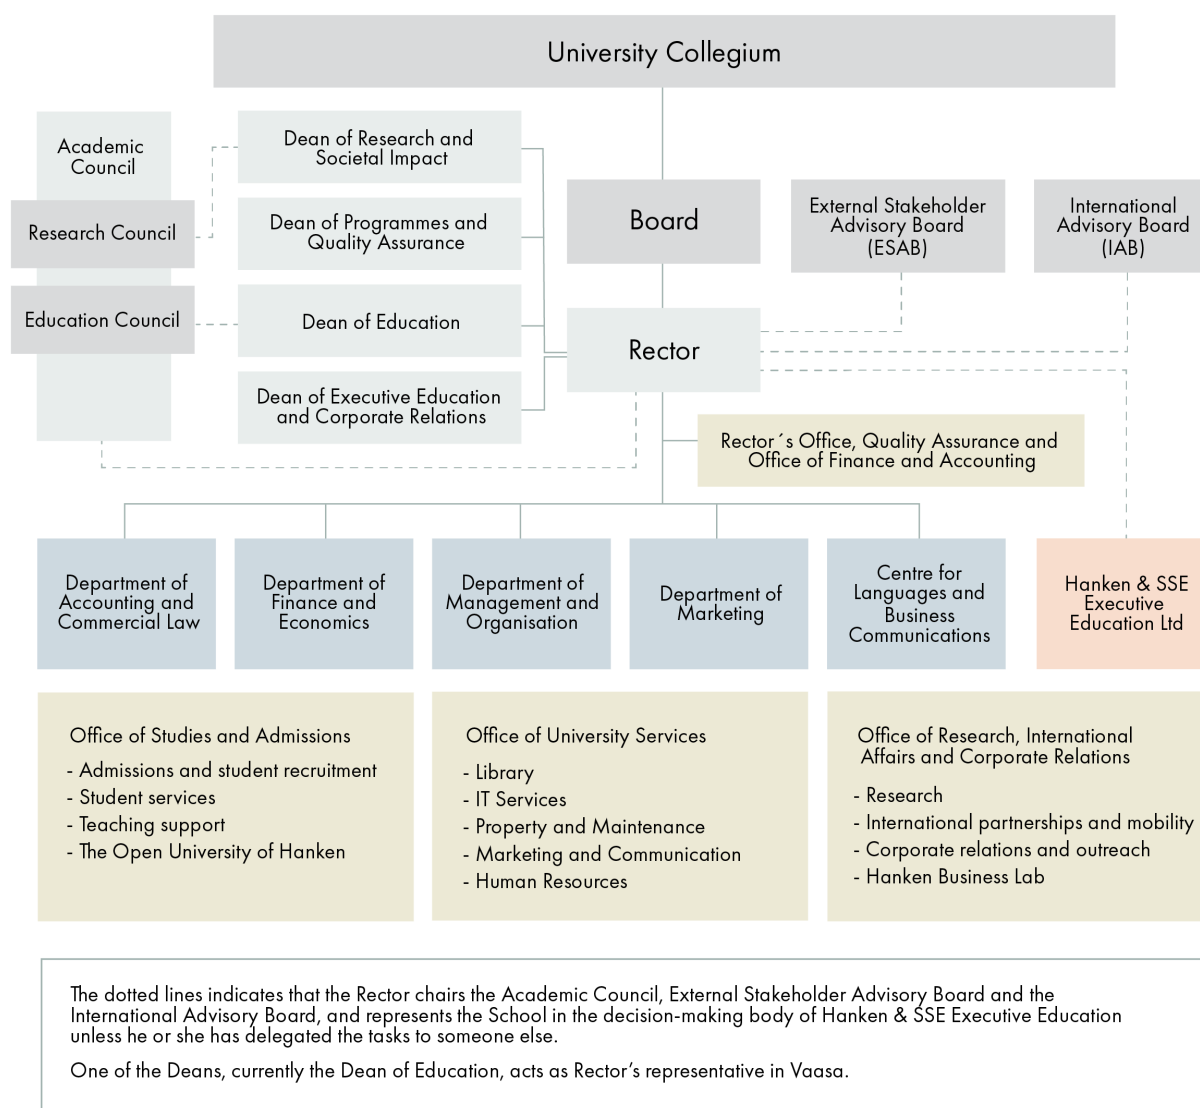 University Collegium
Academic
Council
Research Council
Education Council
Dean of Research and
Societal Impact
Dean of Programmes and
Quality Assurance
Dean of Education
Dean of Executive Education
and Corporate Relations
Board
Rector
External Stakeholder
Advisory Board
(ESAB)
International
Advisory Board
(IAB)
Rector´s Office, Quality Assurance and
Office of Finance and Accounting
Department of
Accounting and
Commercial Law
Department of
Finance and
Economics
Department of
Management and
Organisation
Department of
Marketing
Centre for
Languages and
Business
Communications
Hanken & SSE
Executive
Education Ltd
Office of Studies and Admissions
- Admissions and student recruitment
- Student services
- Teaching support
- The Open University of Hanken
Office of University Services
- Library
- IT Services
- Property and Maintenance
- Marketing and Communication
- Human Resources
Office of Research, International
Affairs and Corporate Relations
- Research
- International partnerships and mobility
- Corporate relations and outreach
- Hanken Business Lab
The dotted lines indicates that the Rector chairs the Academic Council, External Stakeholder Advisory Board and the
International Advisory Board, and represents the School in the decision-making body of Hanken & SSE Executive Education
unless he or she has delegated the tasks to someone else.
One of the Deans, currently the Dean of Education, acts as Rector’s representative in Vaasa.